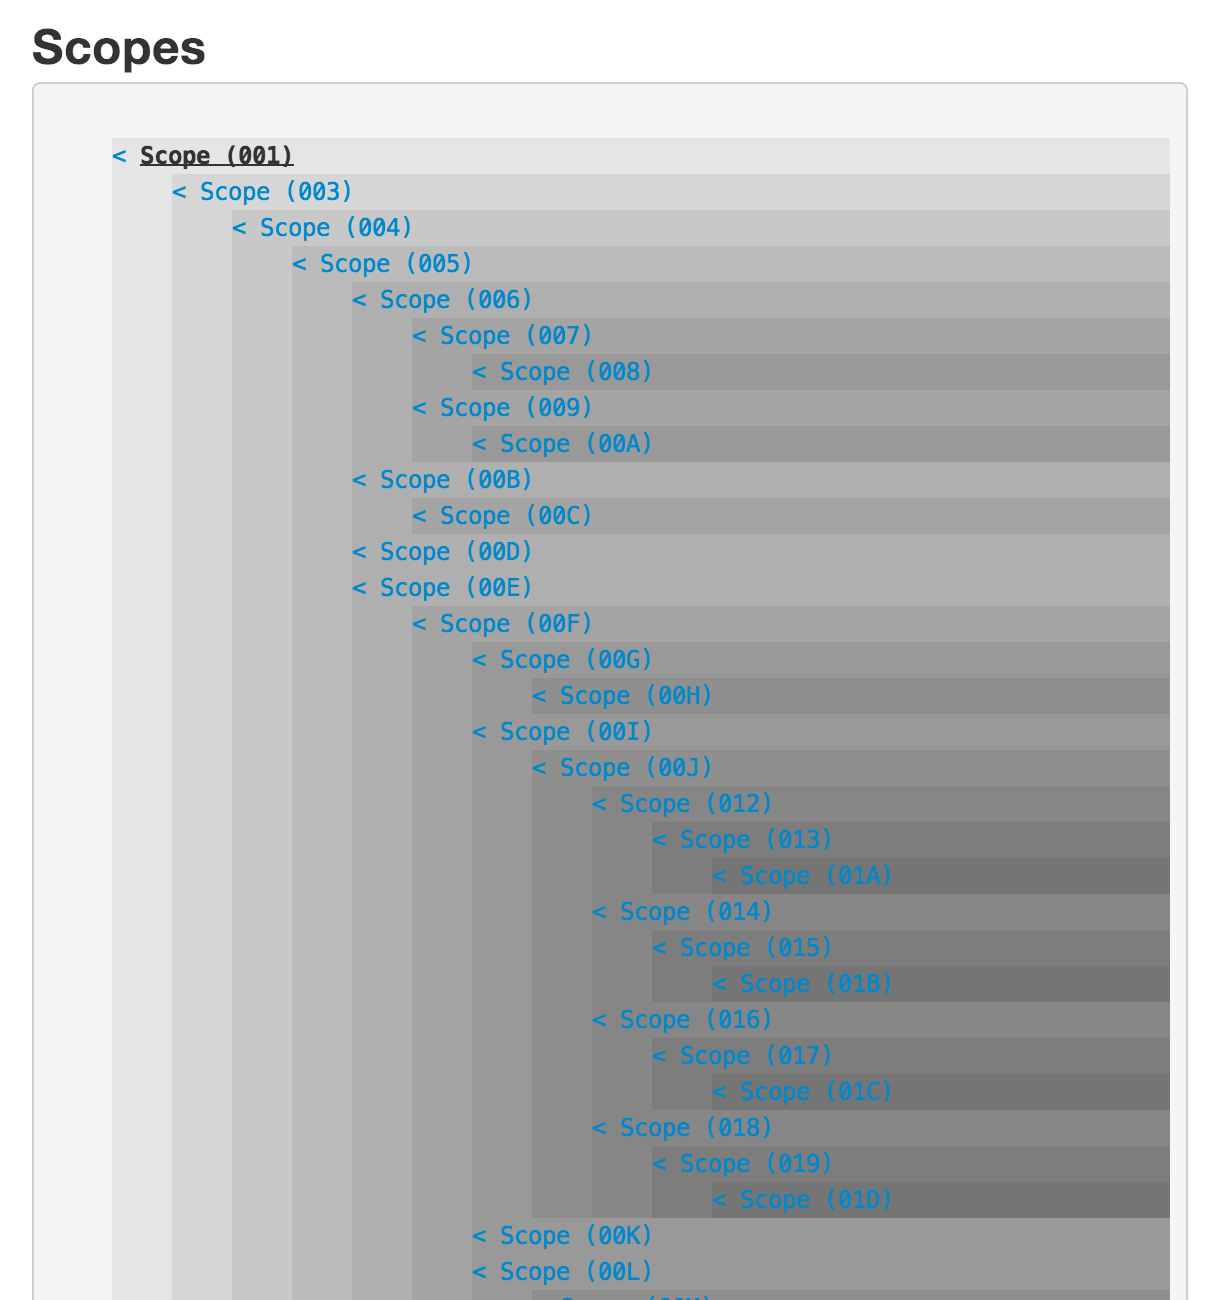 Scopes
< Scope (001)
< Scope (003)
< Scope (004)
< Scope (005)
< Scope (006)
< Scope (007)
< Scope (008)
< Scope (009)
< Scope (00A)
< Scope (00B)
< Scope (00C)
< Scope (00D)
< Scope (00E)
< Scope (00F)
< Scope (00G)
< Scope (00H)
< Scope (00I)
< Scope (00J)
< Scope (012)
< Scope (013)
< Scope (01A)
< Scope (014)
< Scope (015)
< Scope (01B)
< Scope (016)
< Scope (017)
< Scope (01C)
< Scope (018)
< Scope (019)
< Scope (01D)
< Scope (00K)
< Scope (00L)